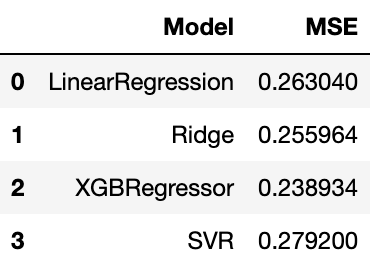 Model MSE
0 LinearRegression 0.263040
1 Ridge 0.255964
2 XGBRegressor 0.238934
3 SVR 0.279200